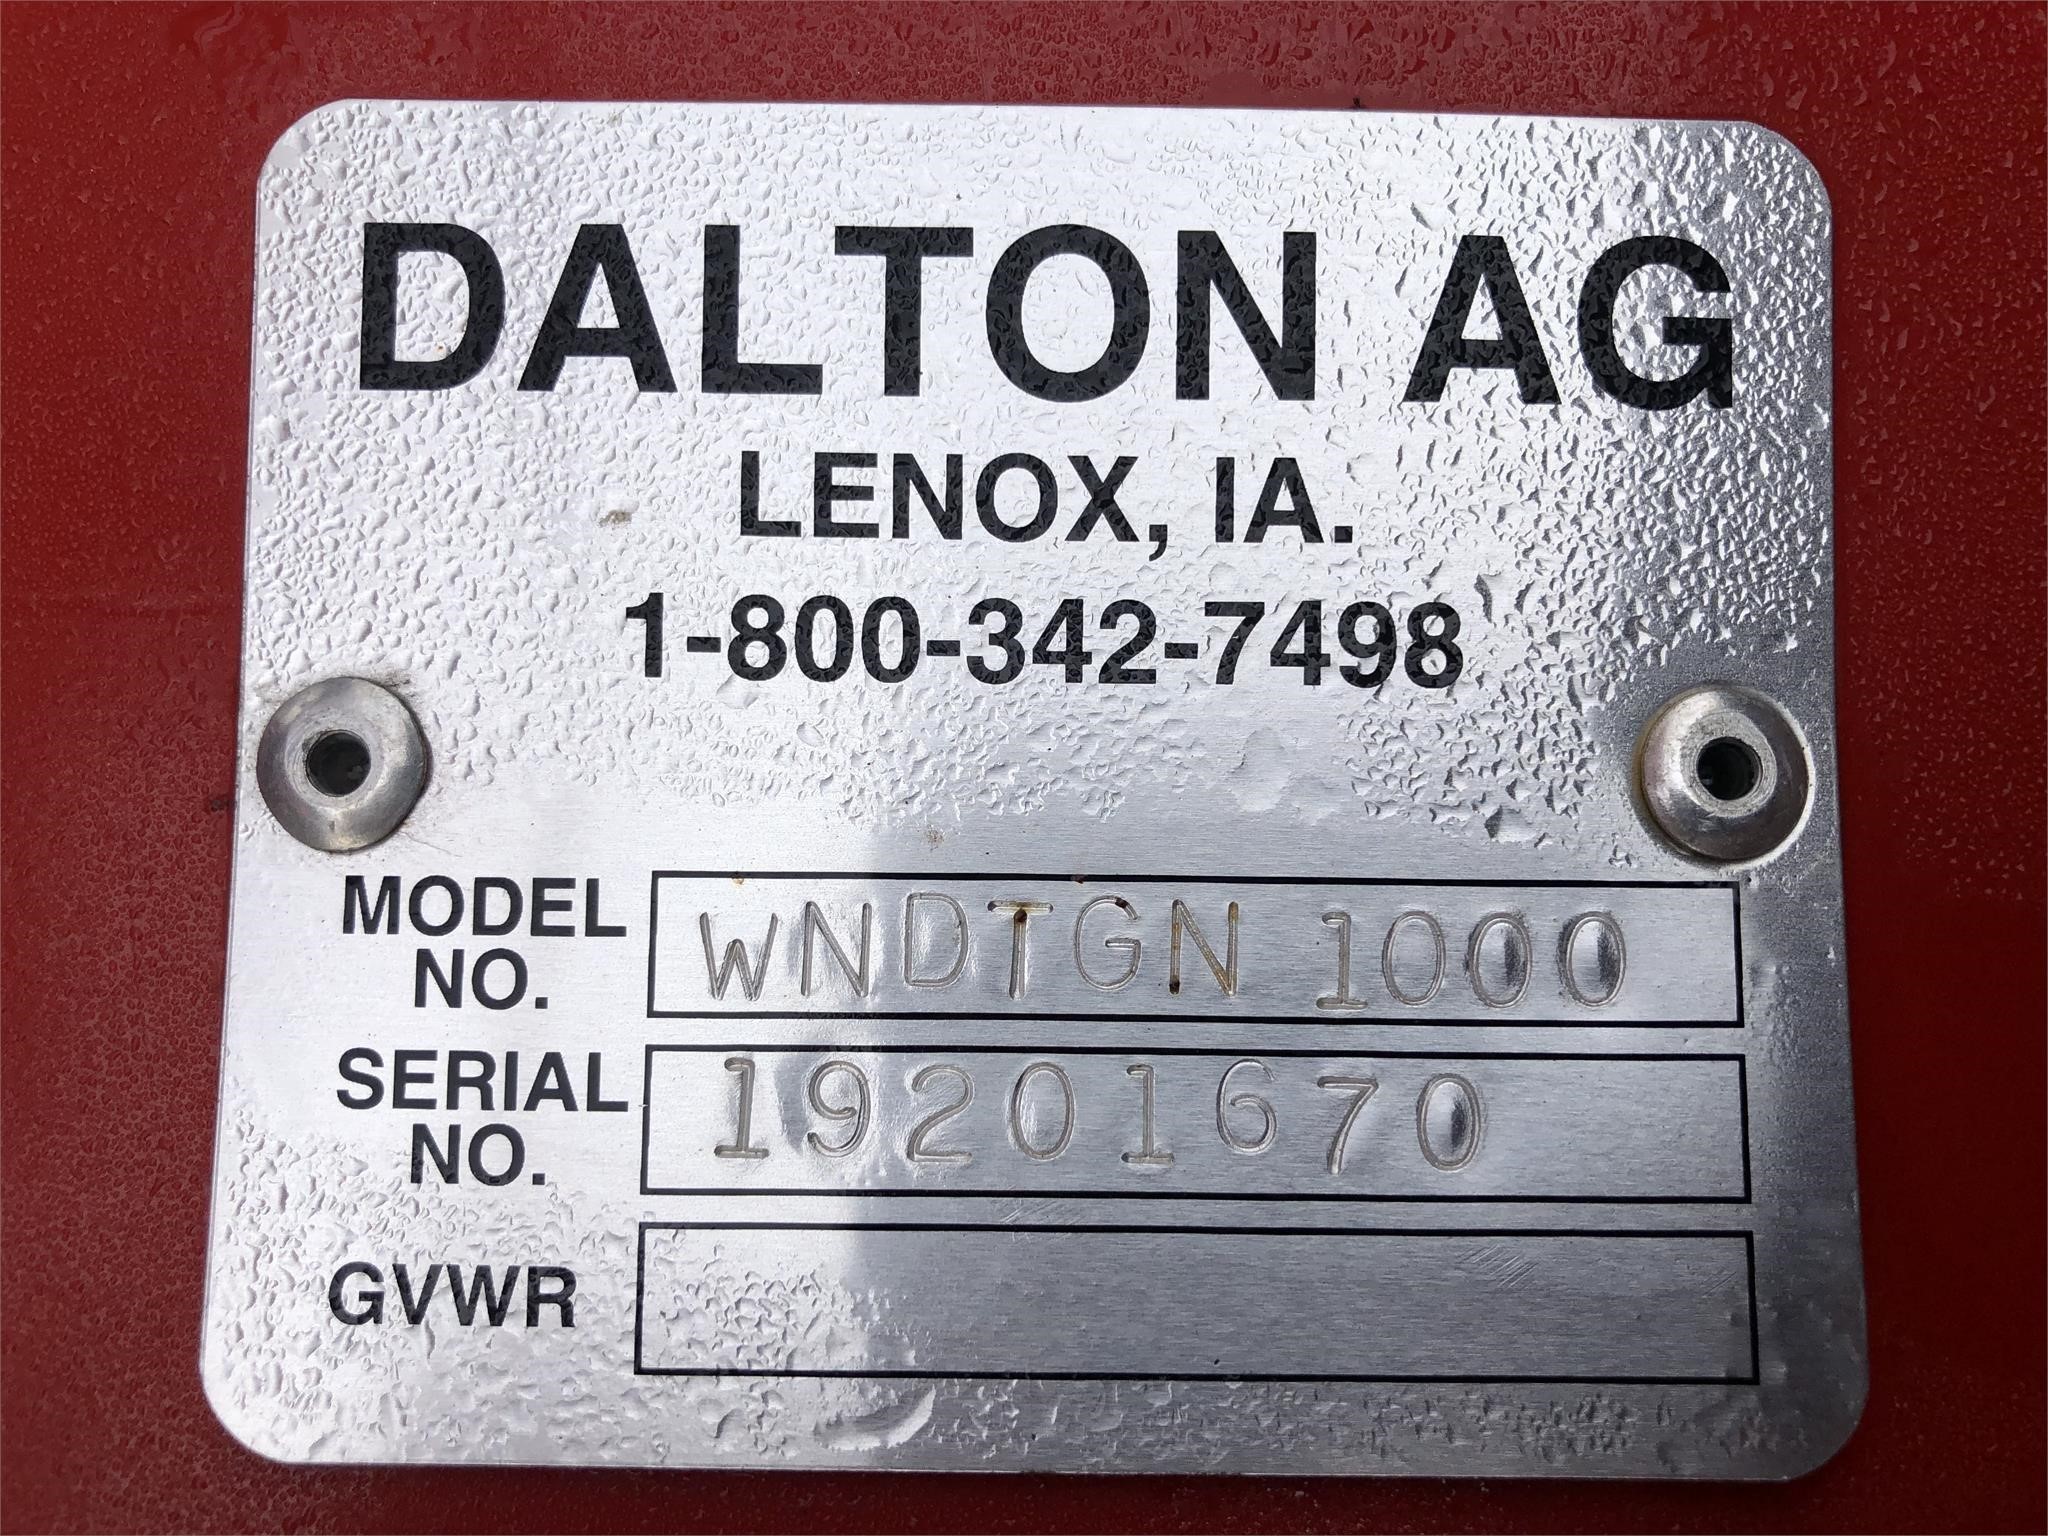 DALTON AG
LENOX, IA.
1-800-342-7498
MODEL NO. WNDTGN 1000
SERIAL NO. 19201670
GVWR